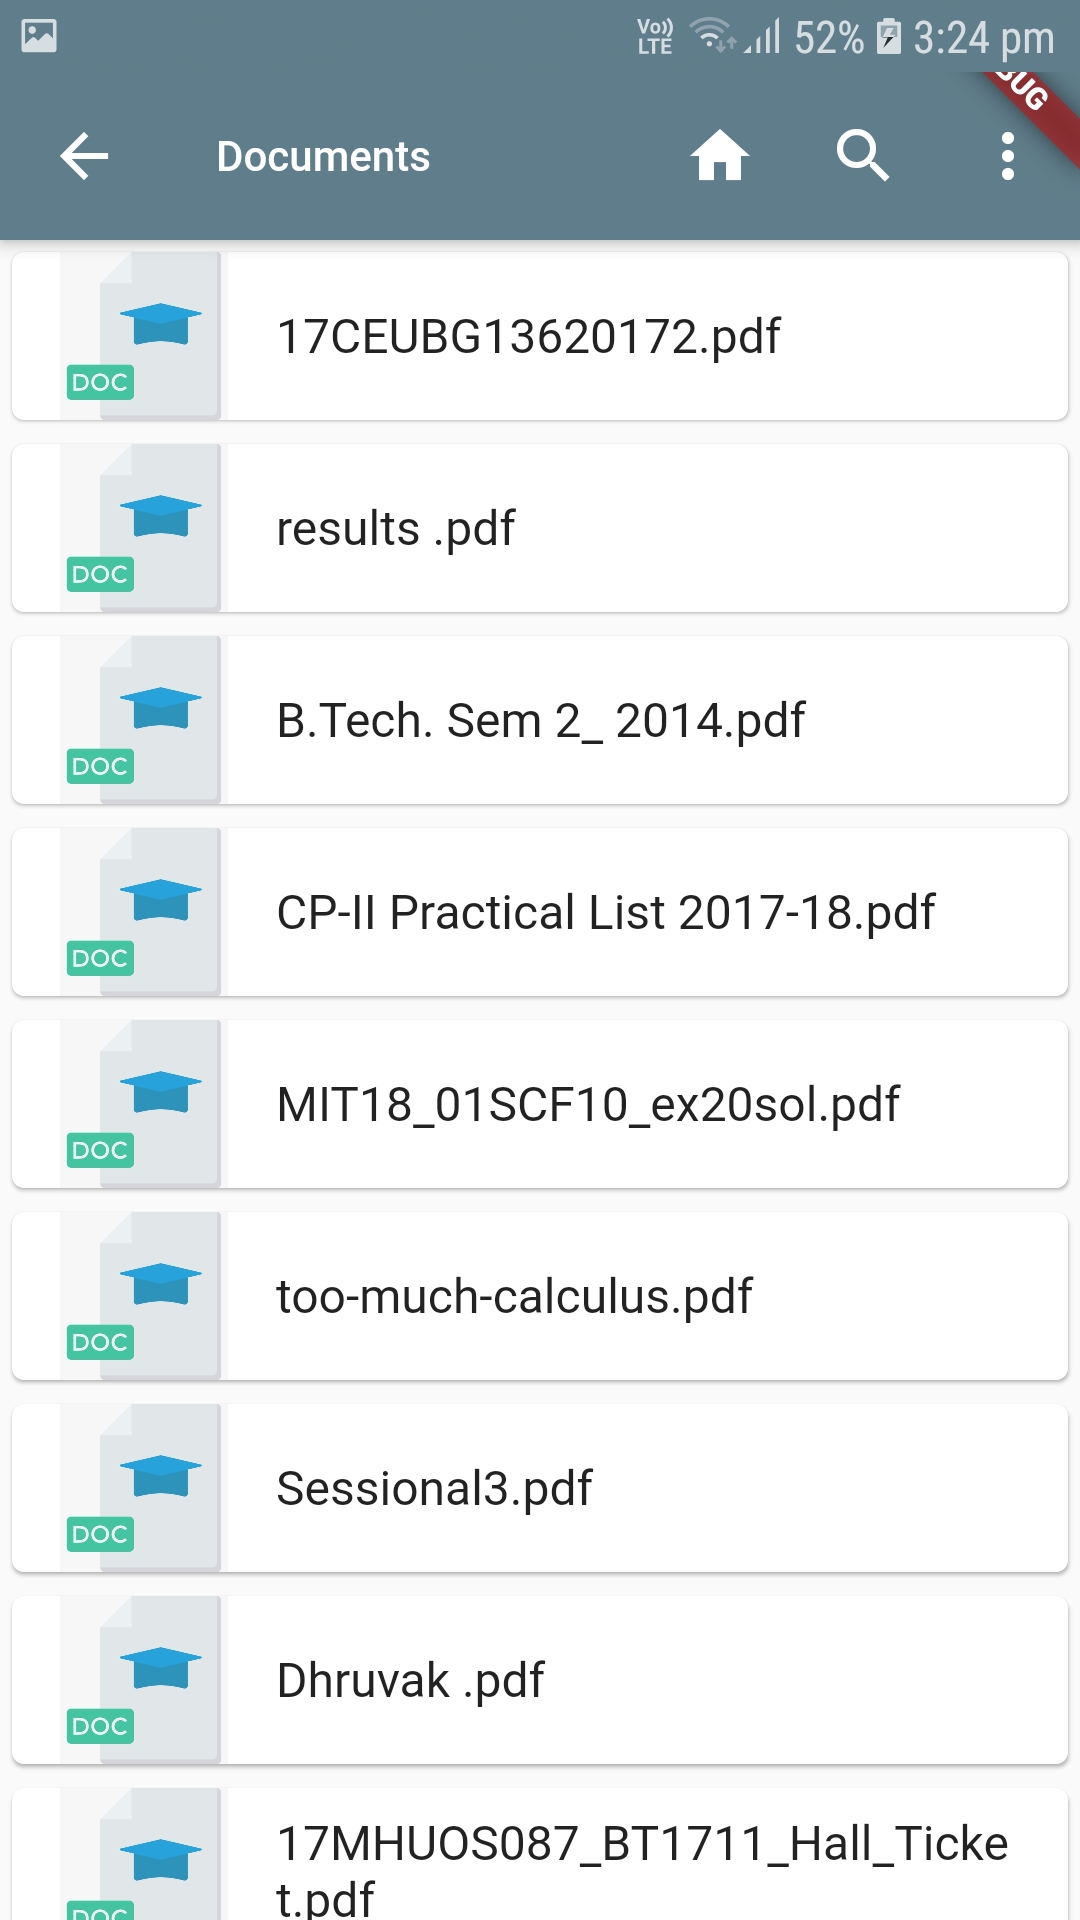 Vo)) LTE 52% 3:24 pm
Documents
17CEUBG13620172.pdf
DOC
results .pdf
DOC
B.Tech. Sem 2_ 2014.pdf
DOC
CP-II Practical List 2017-18.pdf
DOC
MIT18_01SCF10_ex20sol.pdf
DOC
too-much-calculus.pdf
DOC
Sessional3.pdf
DOC
Dhruvak .pdf
DOC
17MHUOS087_BT1711_Hall_Ticke
t.pdf
DOC